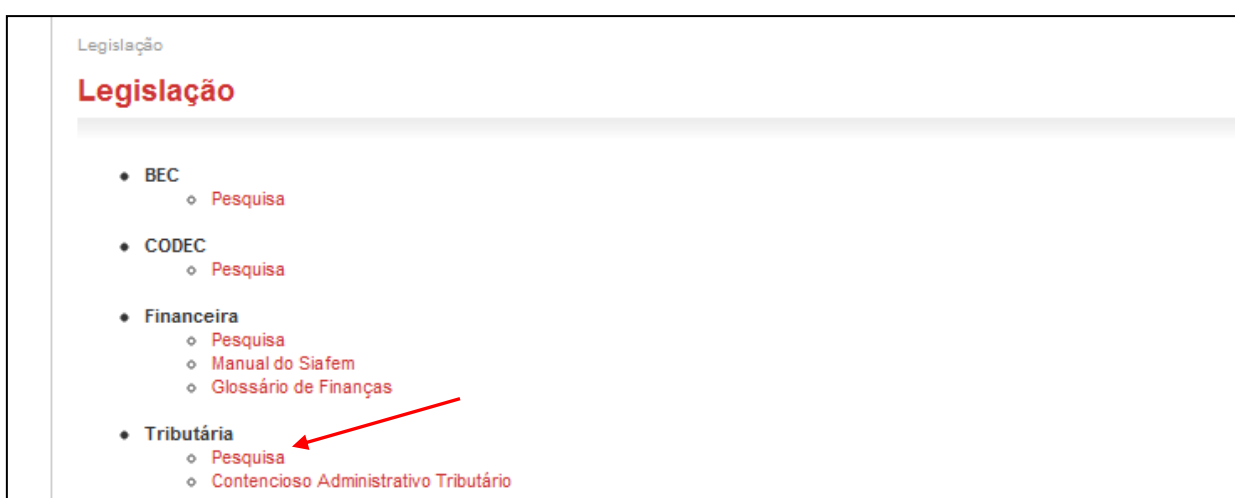 Legislação
Legislação
BEC
Pesquisa
CODEC
Pesquisa
Financeira
Pesquisa
Manual do Siafem
Glossário de Finanças
Tributária
Pesquisa
Contencioso Administrativo Tributário